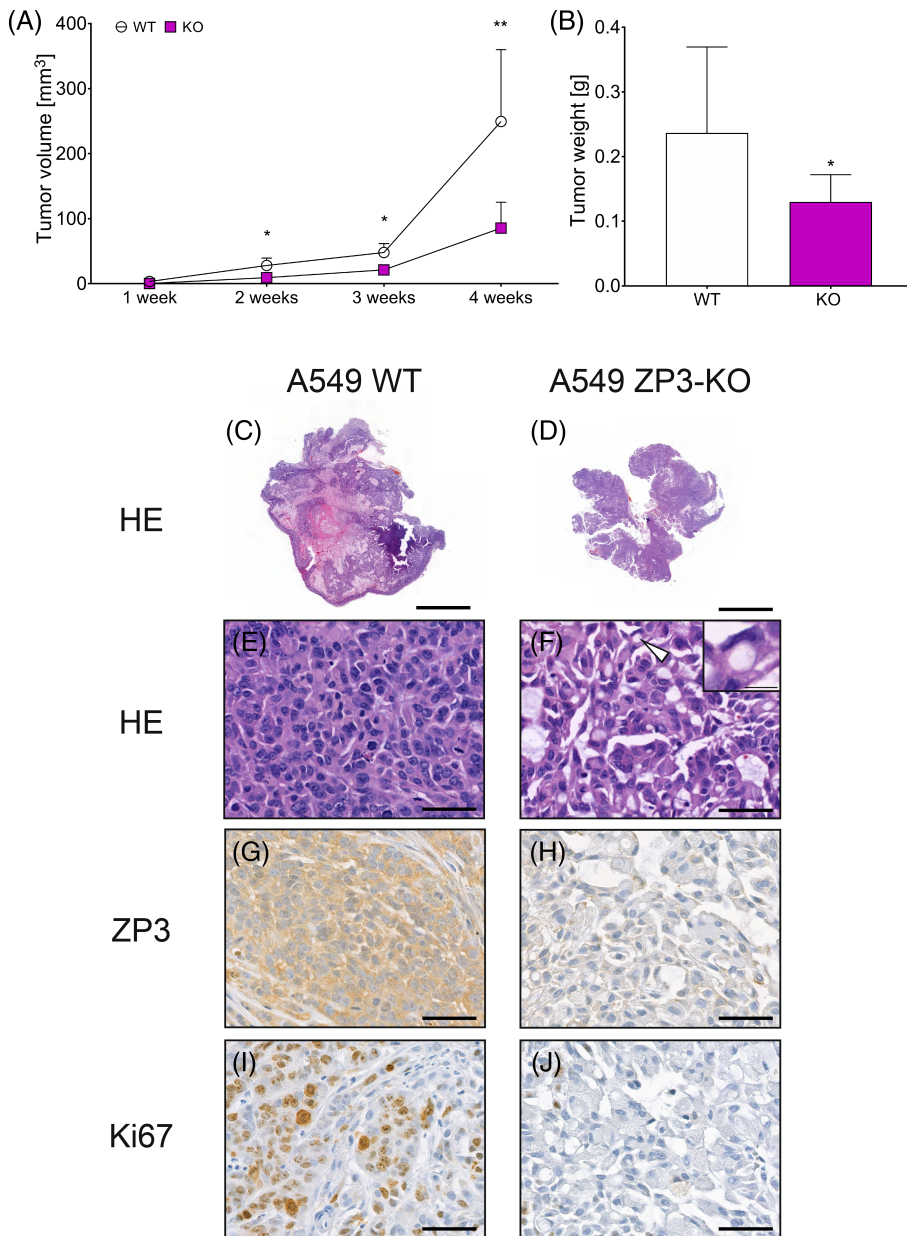 (A)
WT KO
Tumor volume [mm³]
400
300
200
100
0
*
*
**
1 week 2 weeks 3 weeks 4 weeks
(B)
Tumor weight [g]
0.4
0.3
0.2
0.1
0.0
*
WT KO
A549 WT A549 ZP3-KO
(C) (D)
HE
(E) (F)
HE
(G) (H)
ZP3
(I) (J)
Ki67